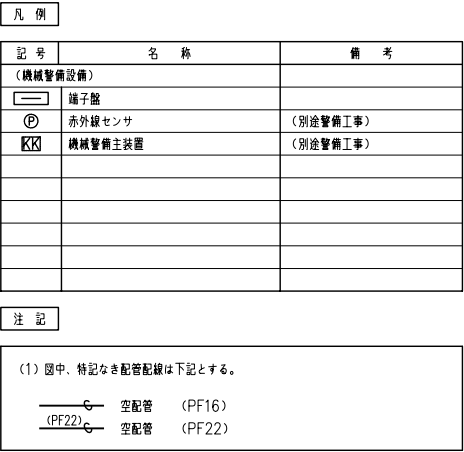 凡 例
記 号 名 称 備 考
(機械警備設備)
端子盤
Ⓟ 赤外線センサ (別途警備工事)
KK 機械警備主装置 (別途警備工事)
注 記
(1) 図中、特記なき配管配線は下記とする。
空配管 (PF16)
(PF22) 空配管 (PF22)